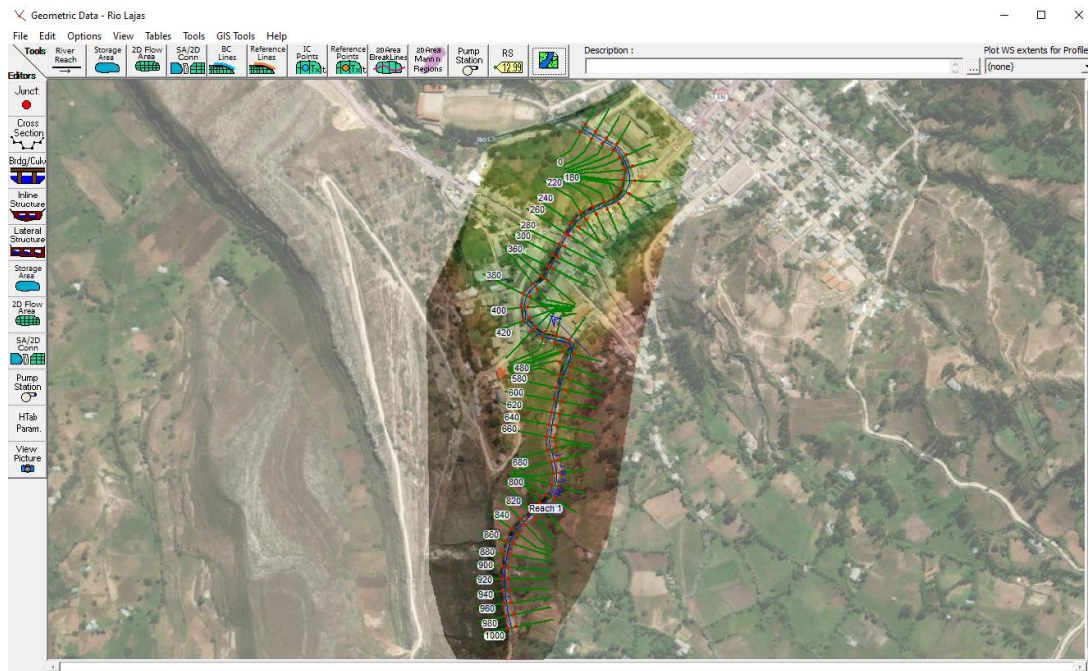 Geometric Data - Rio Lajas
File Edit Options View Tables Tools GIS Tools Help
Tools
Editors
River Reach
Storage Area
2D Flow Area
SA/2D Conn
BC Lines
Reference Lines
IC Points
Reference Points
2D Area BreakLines
2D Area Mann n Regions
Pump Station
RS
12.99
Description :
...
Plot WS extents for Profile
(none)
Junct.
Cross Section
Brdg/Culv
Inline Structure
Lateral Structure
Storage Area
2D Flow Area
SA/2D Conn
Pump Station
HTab Param.
View Picture
0
180
220
240
260
280
300
360
380
400
420
480
580
600
620
640
660
680
800
820
Reach 1
840
860
880
900
920
940
960
980
1000